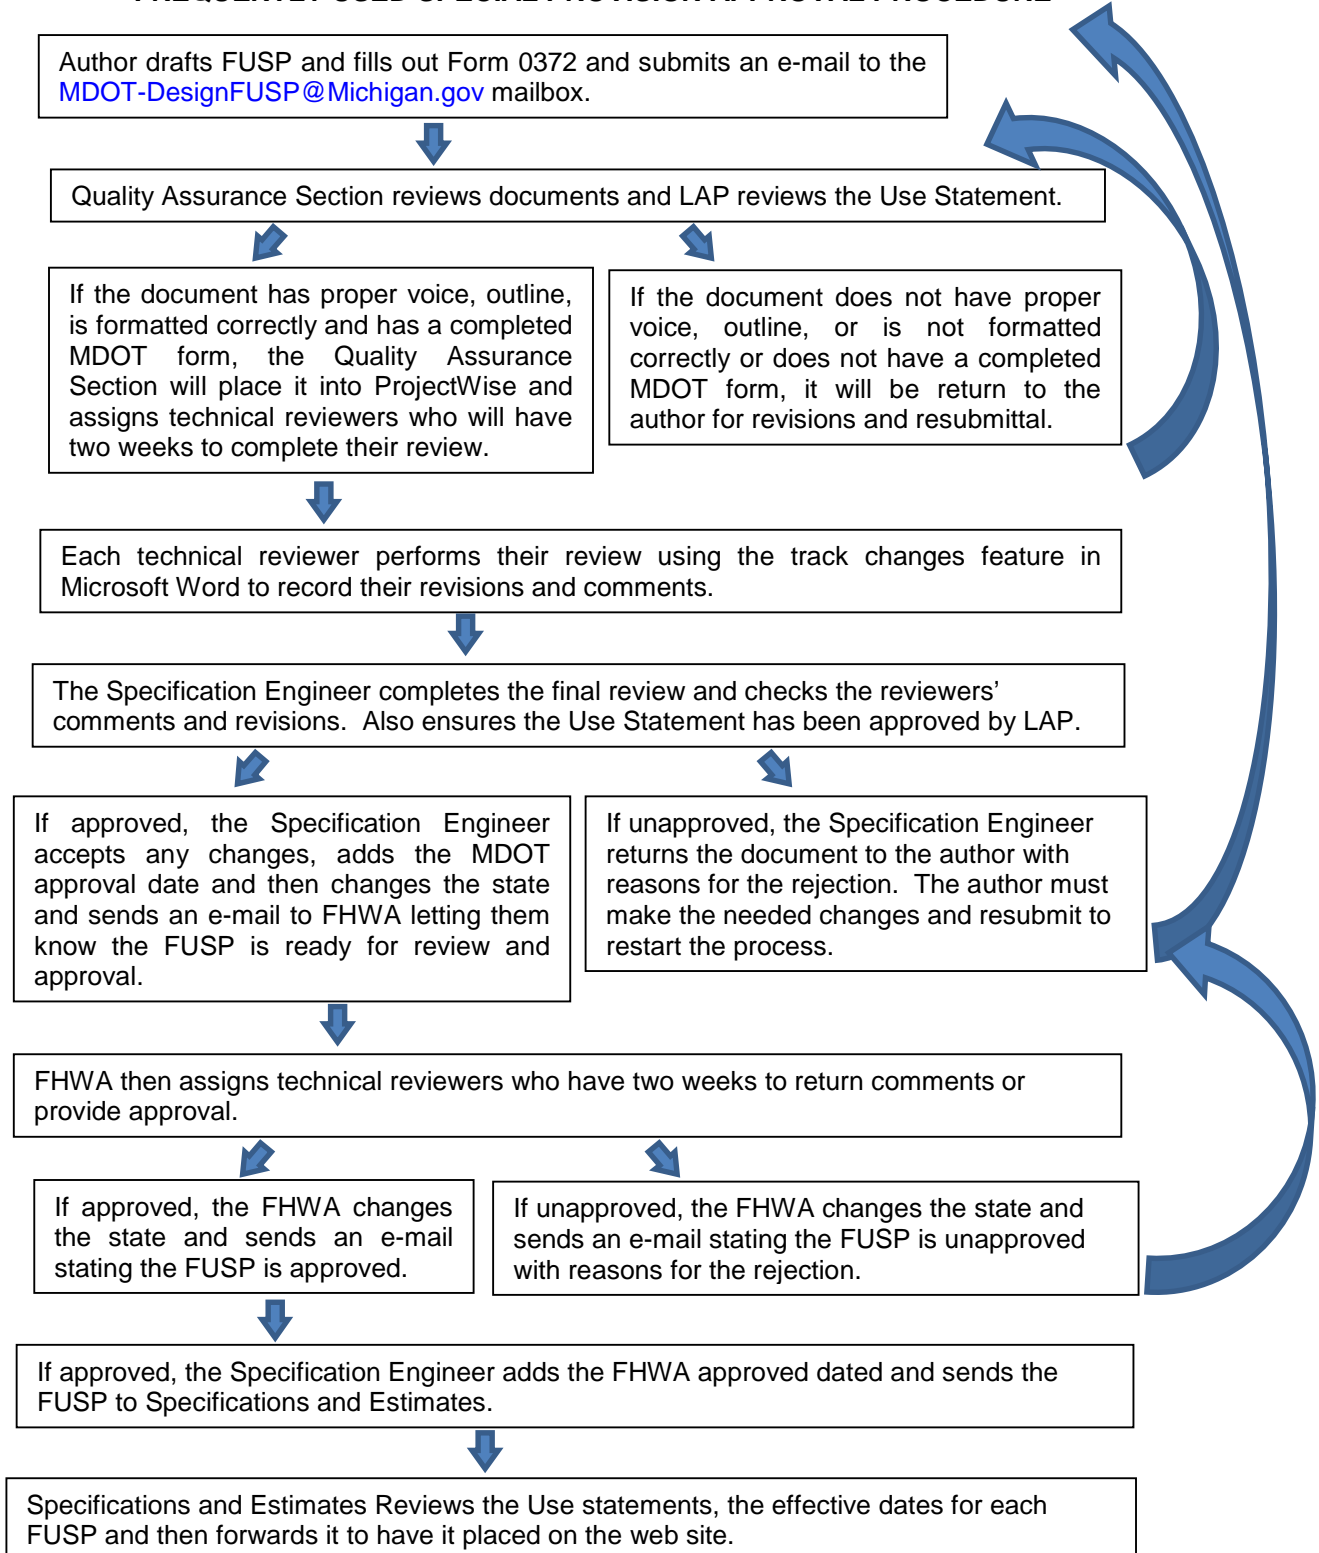 FREQUENTLY USED SPECIAL PROVISION APPROVAL PROCEDURE
Author drafts FUSP and fills out Form 0372 and submits an e-mail to the
MDOT-DesignFUSP@Michigan.gov mailbox.
Quality Assurance Section reviews documents and LAP reviews the Use Statement.
If the document has proper voice, outline,
is formatted correctly and has a completed
MDOT form, the Quality Assurance
Section will place it into ProjectWise and
assigns technical reviewers who will have
two weeks to complete their review.
If the document does not have proper
voice, outline, or is not formatted
correctly or does not have a completed
MDOT form, it will be return to the
author for revisions and resubmittal.
Each technical reviewer performs their review using the track changes feature in
Microsoft Word to record their revisions and comments.
The Specification Engineer completes the final review and checks the reviewers’
comments and revisions.  Also ensures the Use Statement has been approved by LAP.
If approved, the Specification Engineer
accepts any changes, adds the MDOT
approval date and then changes the state
and sends an e-mail to FHWA letting them
know the FUSP is ready for review and
approval.
If unapproved, the Specification Engineer
returns the document to the author with
reasons for the rejection.  The author must
make the needed changes and resubmit to
restart the process.
FHWA then assigns technical reviewers who have two weeks to return comments or
provide approval.
If approved, the FHWA changes
the state and sends an e-mail
stating the FUSP is approved.
If unapproved, the FHWA changes the state and
sends an e-mail stating the FUSP is unapproved
with reasons for the rejection.
If approved, the Specification Engineer adds the FHWA approved dated and sends the
FUSP to Specifications and Estimates.
Specifications and Estimates Reviews the Use statements, the effective dates for each
FUSP and then forwards it to have it placed on the web site.